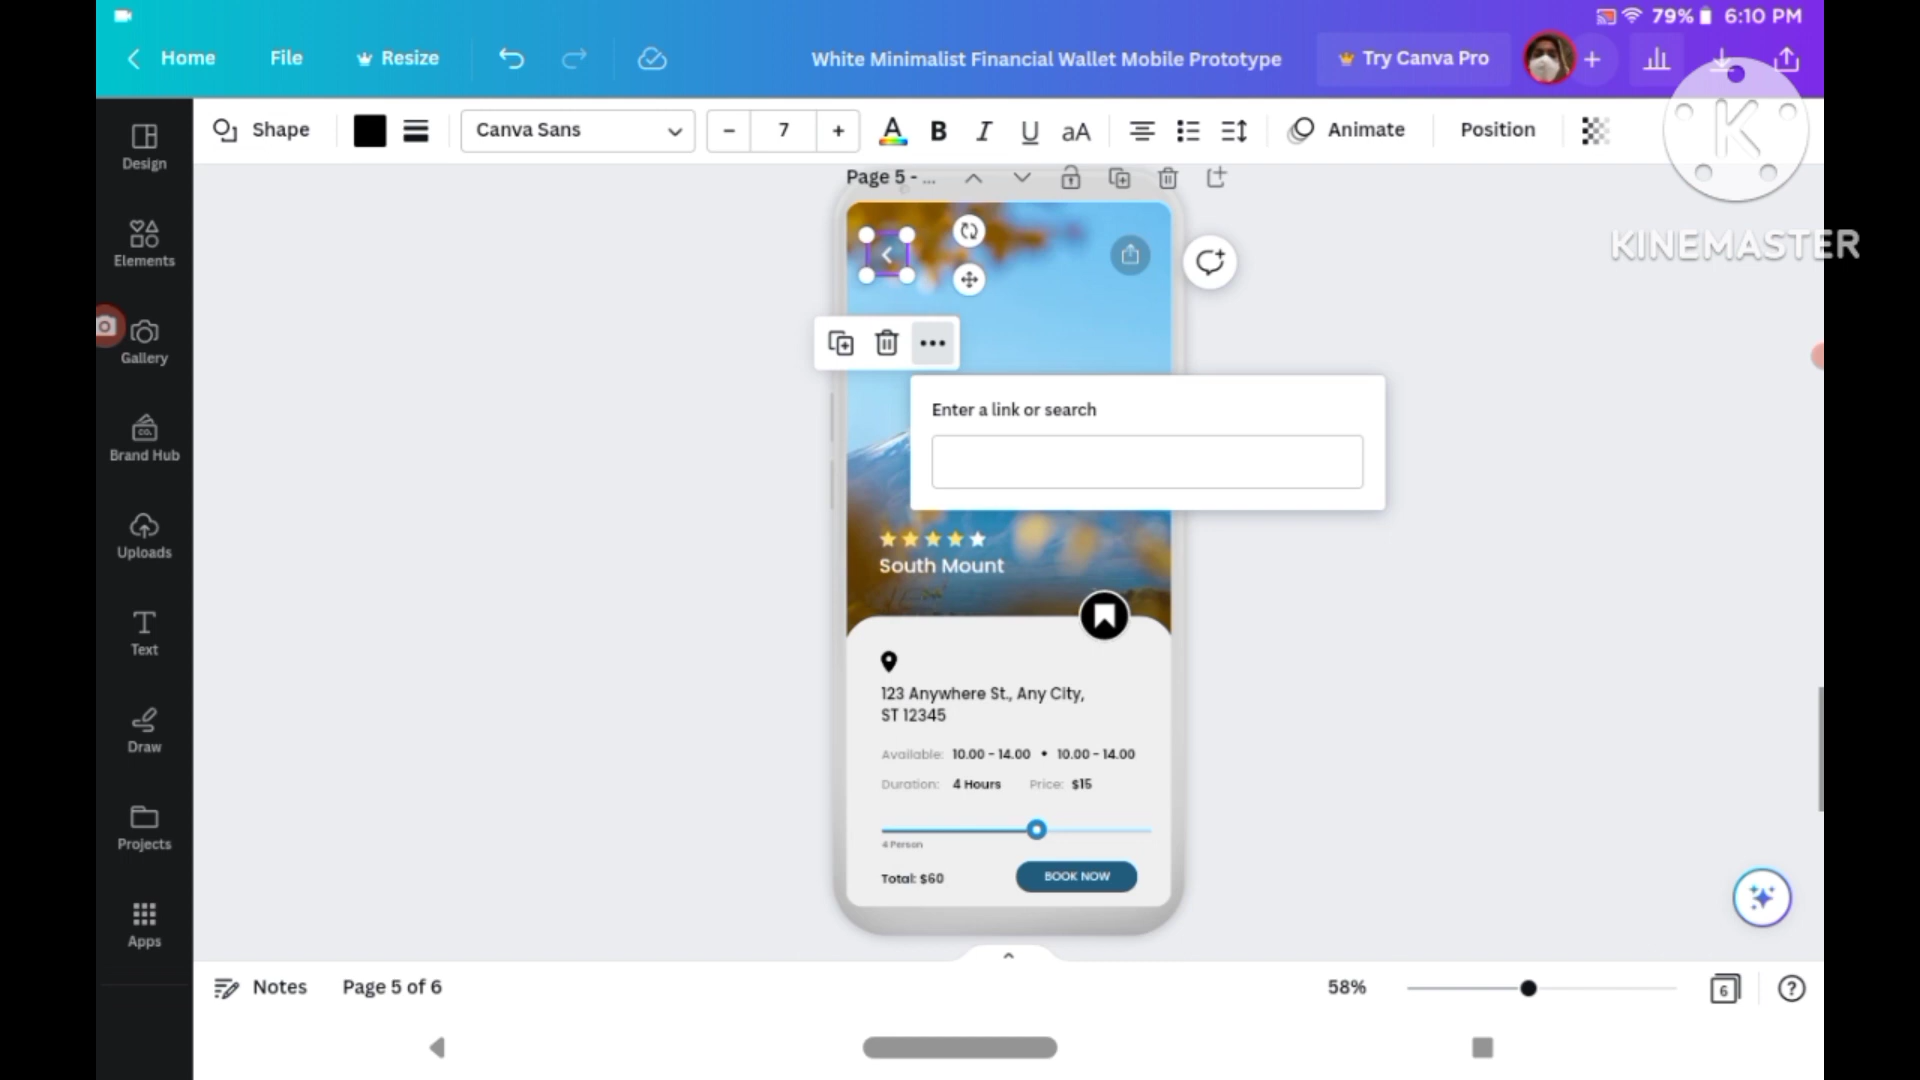 79% 6:10 PM
Home File Resize White Minimalist Financial Wallet Mobile Prototype Try Canva Pro
Shape Canva Sans 7 A B I U aA Animate Position
K
KINEMASTER
Design
Elements
Gallery
CO.
Brand Hub
Uploads
Text
Draw
Projects
Apps
Page 5 - ...
Enter a link or search
South Mount
123 Anywhere St., Any City,
ST 12345
Available: 10.00 - 14.00 • 10.00 - 14.00
Duration: 4 Hours Price: $15
4 Person
Total: $60 BOOK NOW
Notes Page 5 of 6 58% 6 ?